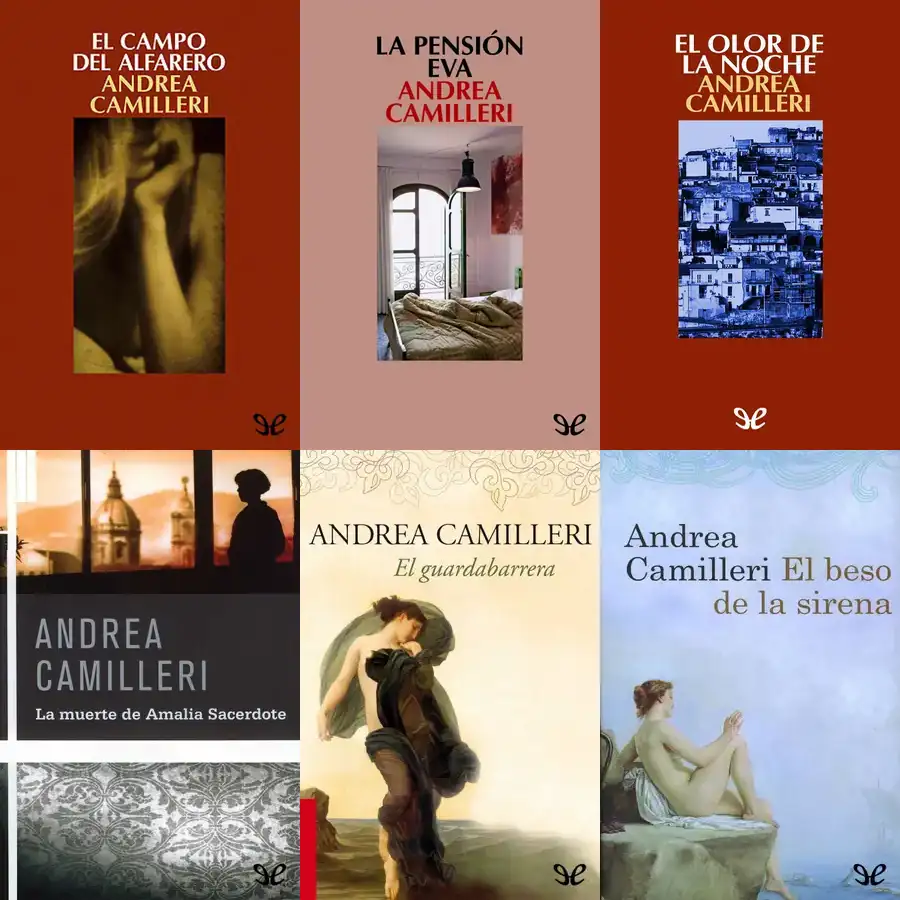 EL CAMPO
DEL ALFARERO
ANDREA
CAMILLERI
LA PENSIÓN
EVA
ANDREA
CAMILLERI
EL OLOR DE
LA NOCHE
ANDREA
CAMILLERI
ANDREA
CAMILLERI
La muerte de Amalia Sacerdote
ANDREA CAMILLERI
El guardabarrera
Andrea
Camilleri El beso
de la sirena